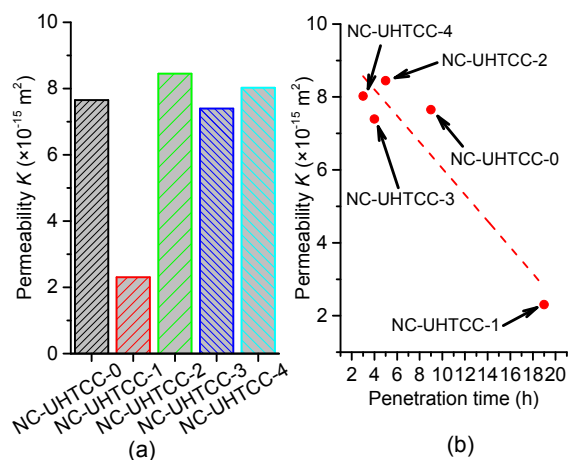 10
8
6
4
2
0
Permeability K (×10⁻¹⁵ m²)
NC-UHTCC-0
NC-UHTCC-1
NC-UHTCC-2
NC-UHTCC-3
NC-UHTCC-4
(a)
10
8
6
4
2
Permeability K (×10⁻¹⁵ m²)
NC-UHTCC-4
NC-UHTCC-2
NC-UHTCC-0
NC-UHTCC-3
NC-UHTCC-1
2 4 6 8 10 12 14 16 18 20
Penetration time (h)
(b)